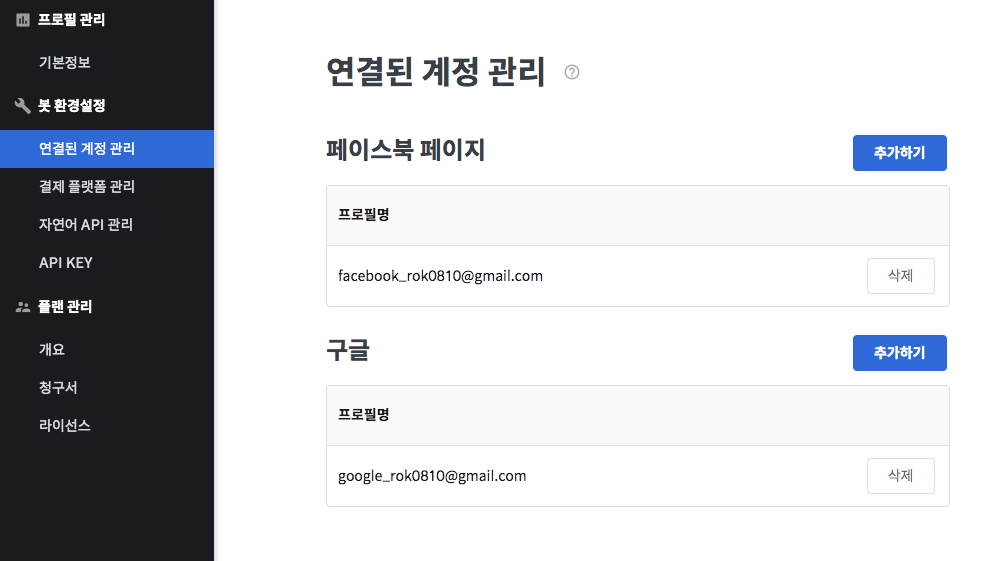 프로필 관리
기본정보
봇 환경설정
연결된 계정 관리
결제 플랫폼 관리
자연어 API 관리
API KEY
플랜 관리
개요
청구서
라이선스
연결된 계정 관리 ?
페이스북 페이지
추가하기
프로필명
facebook_rok0810@gmail.com
삭제
구글
추가하기
프로필명
google_rok0810@gmail.com
삭제